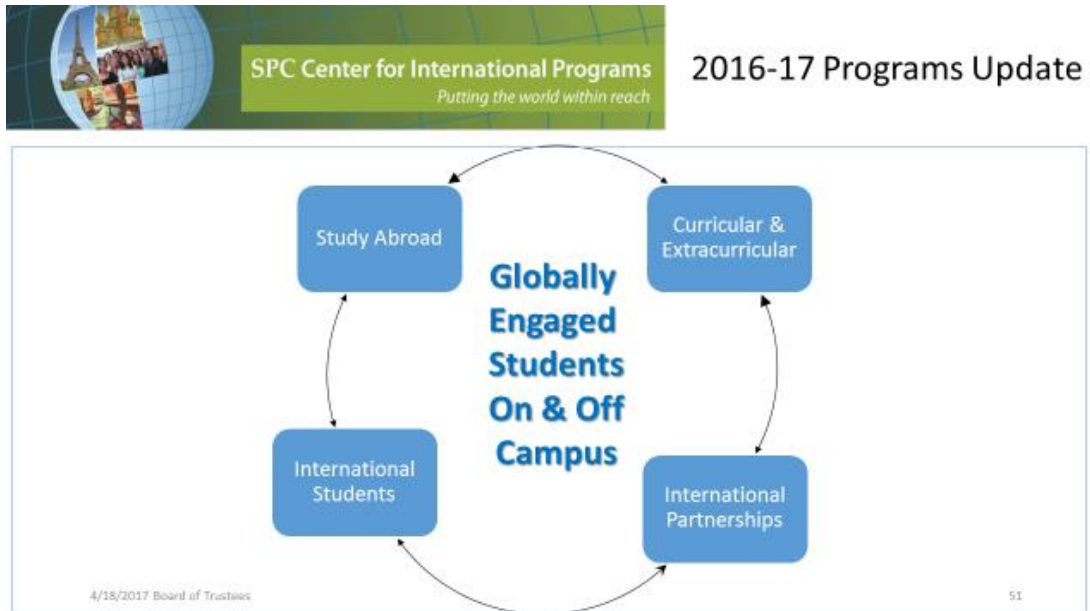 SPC Center for International Programs
Putting the world within reach
2016-17 Programs Update
Study Abroad
Curricular &
Extracurricular
Globally
Engaged
Students
On & Off
Campus
International
Students
International
Partnerships
4/18/2017 Board of Trustees
51